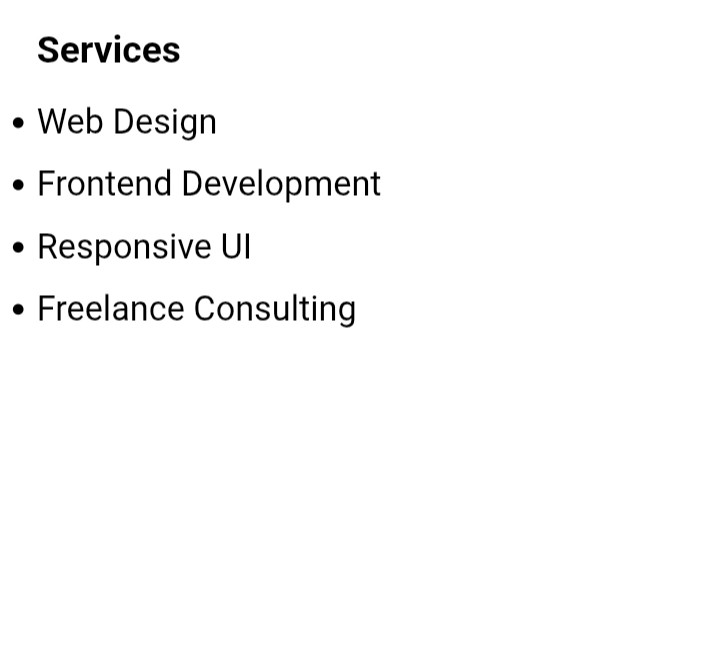 Services
• Web Design
• Frontend Development
• Responsive UI
• Freelance Consulting